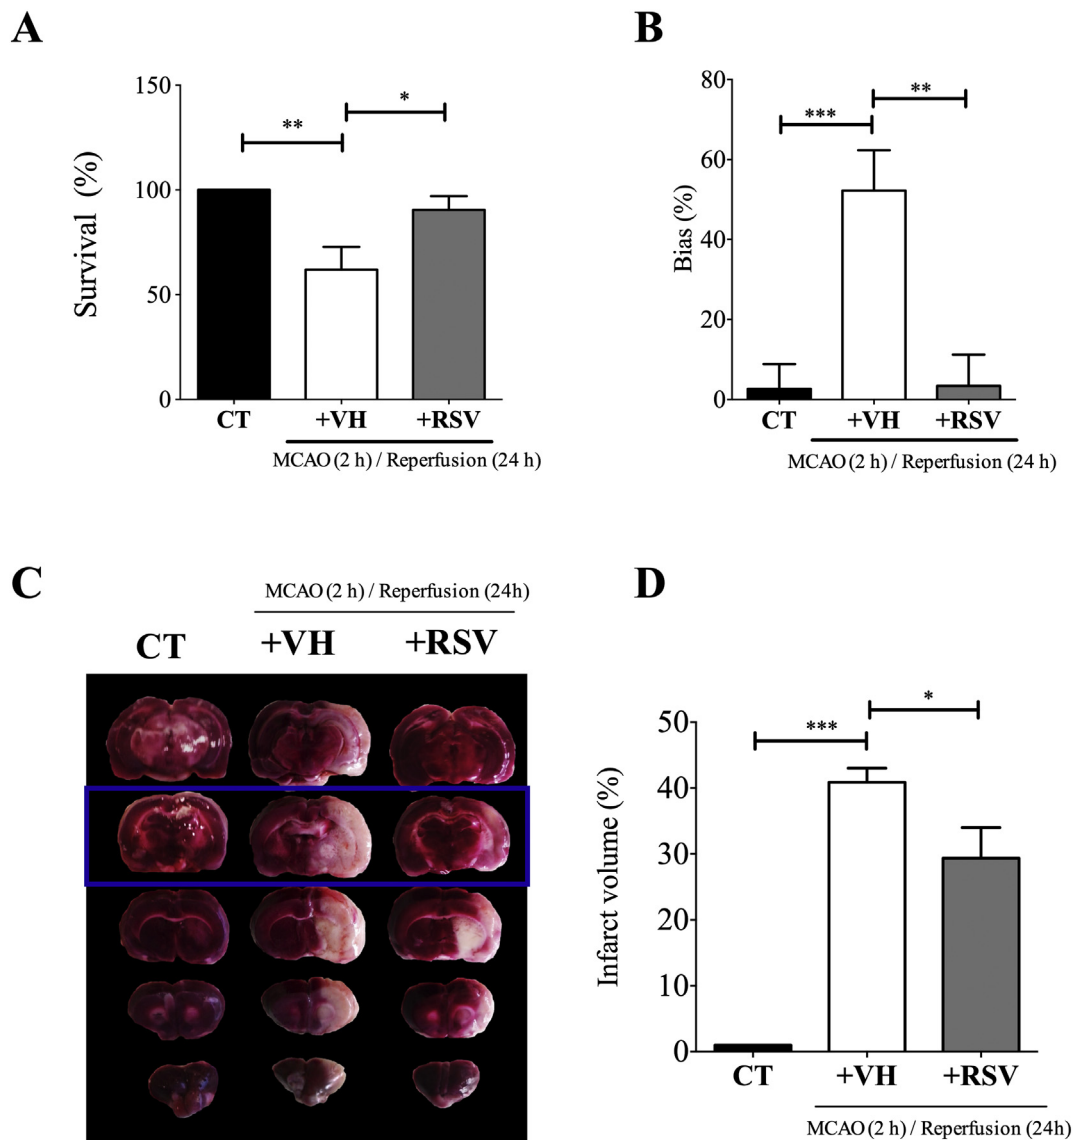 A
Survival (%)
150
100
50
0
**
*
CT
+VH
+RSV
MCAO (2 h) / Reperfusion (24 h)
B
Bias (%)
80
60
40
20
0
***
**
CT
+VH
+RSV
MCAO (2 h) / Reperfusion (24 h)
C
MCAO (2 h) / Reperfusion (24h)
CT
+VH
+RSV
D
Infarct volume (%)
50
40
30
20
10
0
***
*
CT
+VH
+RSV
MCAO (2 h) / Reperfusion (24h)